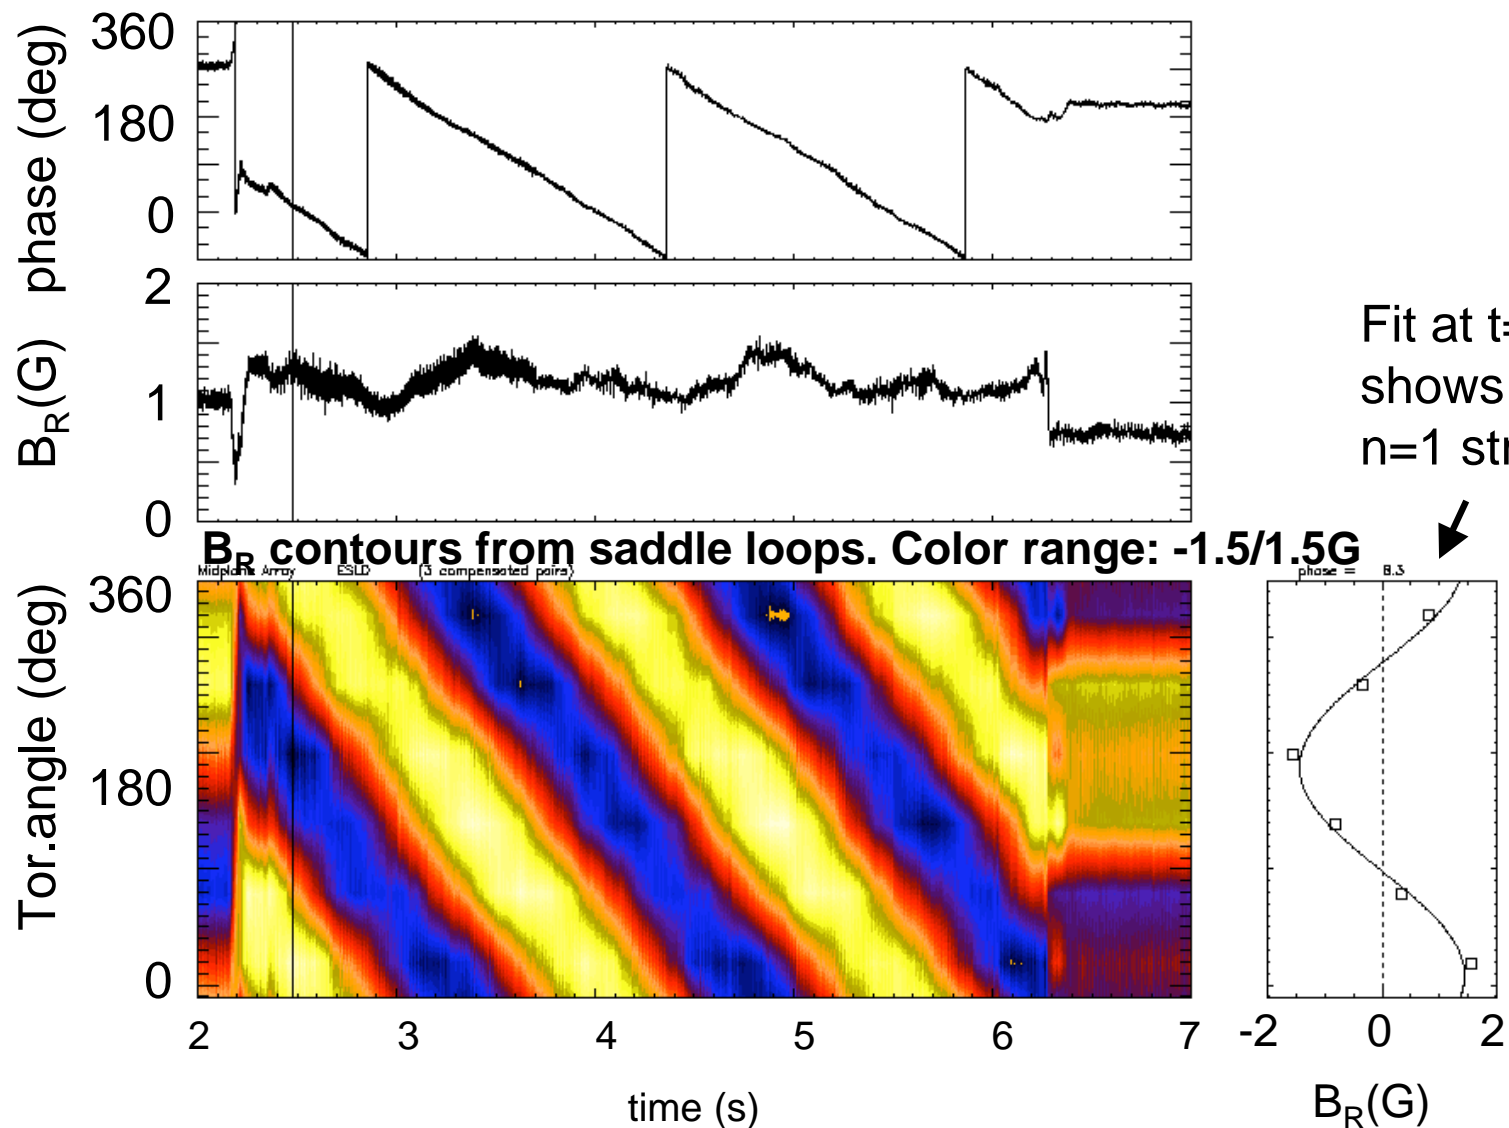 360
180
0
phase (deg)
2
1
0
BR(G)
Fit at t=
shows
n=1 str
BR contours from saddle loops. Color range: -1.5/1.5G
Midplane Array ESLD (3 compensated pairs)
phase = 8.3
360
180
0
Tor.angle (deg)
2 3 4 5 6 7
time (s)
-2 0 2
BR(G)